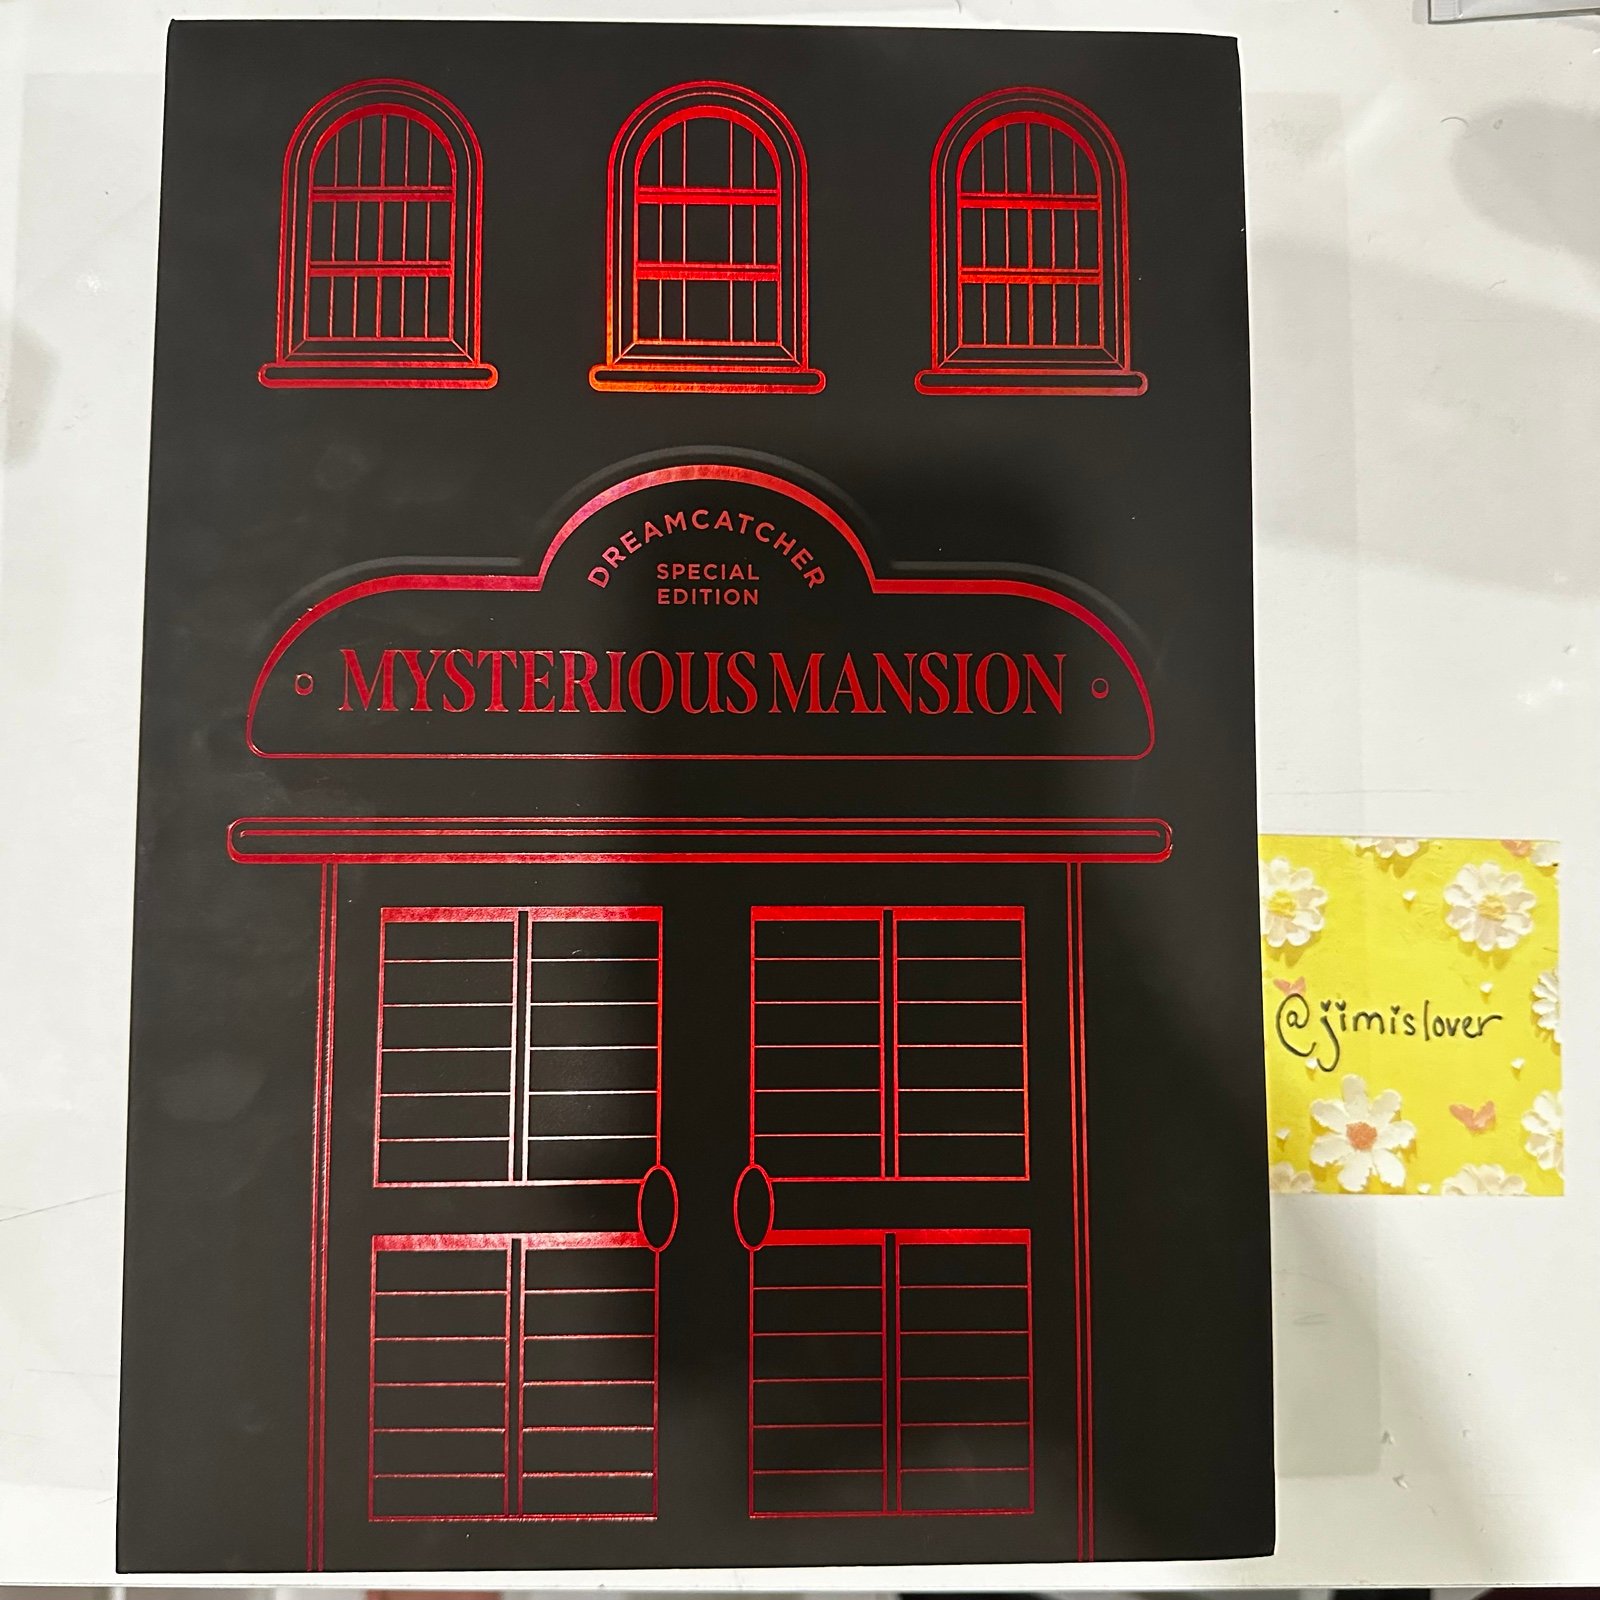 DREAMCATCHER
SPECIAL
EDITION
MYSTERIOUS MANSION
@jimislover